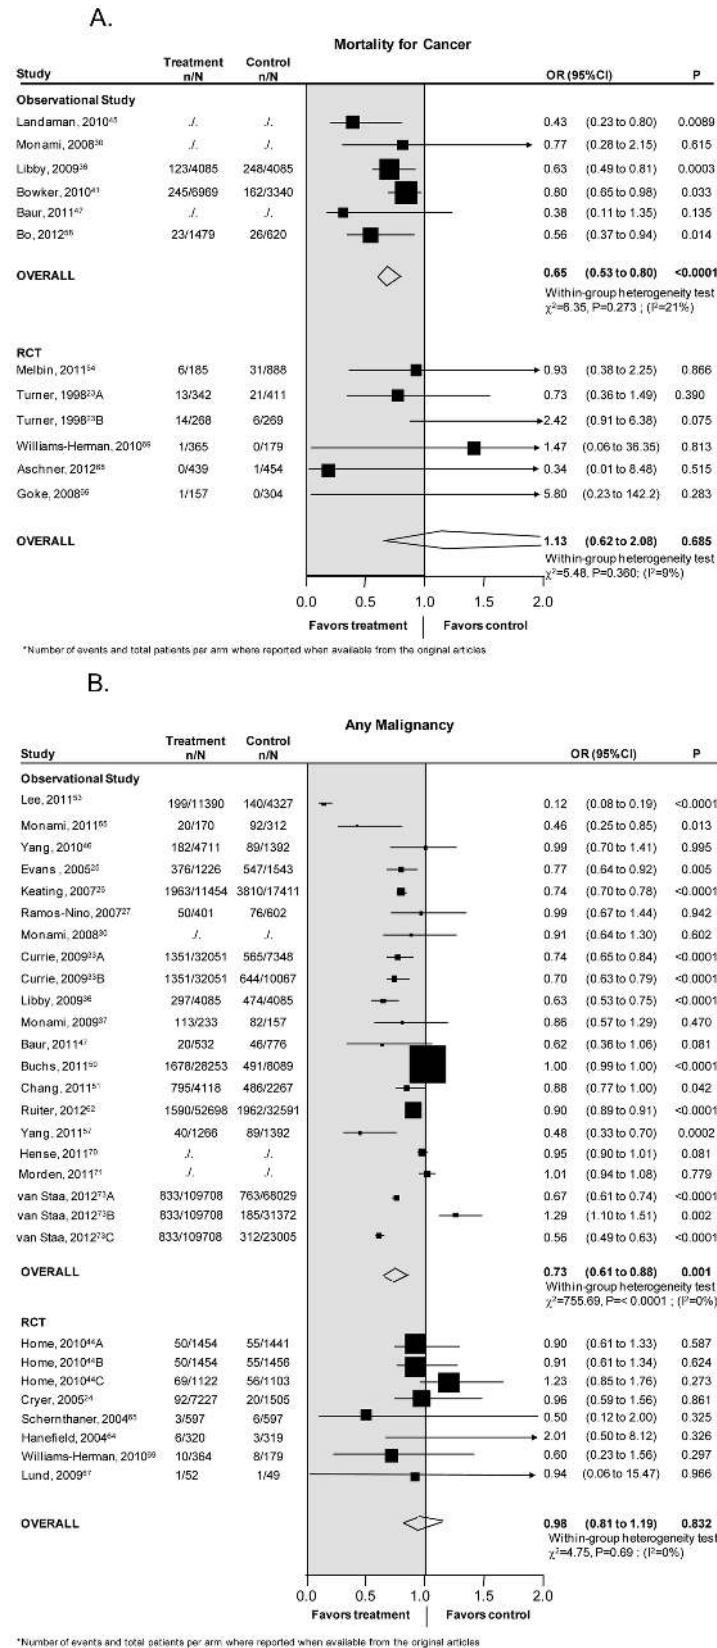 A.
Mortality for Cancer
Study Treatment n/N Control n/N OR (95%CI) P
Observational Study
Landaman, 2010⁴⁵ ./. ./. 0.43 (0.23 to 0.80) 0.0089
Monami, 2008³⁰ ./. ./. 0.77 (0.28 to 2.15) 0.615
Libby, 2009³⁶ 123/4085 248/4085 0.63 (0.49 to 0.81) 0.0003
Bowker, 2010⁴¹ 245/6969 162/3340 0.80 (0.65 to 0.98) 0.033
Baur, 2011⁴⁷ ./. ./. 0.38 (0.11 to 1.35) 0.135
Bo, 2012 23/1479 26/620 0.56 (0.37 to 0.94) 0.014
OVERALL 0.65 (0.53 to 0.80) <0.0001
Within-group heterogeneity test
χ²=6.35, P=0.273 ; (I²=21%)
RCT
Melbin, 2011⁵⁴ 6/185 31/888 0.93 (0.38 to 2.25) 0.866
Turner, 1998²³A 13/342 21/411 0.73 (0.36 to 1.49) 0.390
Turner, 1998²³B 14/268 6/269 2.42 (0.91 to 6.38) 0.075
Williams-Herman, 2010 1/365 0/179 1.47 (0.06 to 36.35) 0.813
Aschner, 2012 0/439 1/454 0.34 (0.01 to 8.48) 0.515
Goke, 2008 1/157 0/304 5.80 (0.23 to 142.2) 0.283
OVERALL 1.13 (0.62 to 2.08) 0.685
Within-group heterogeneity test
χ²=5.48, P=0.360; (I²=9%)
0.0 0.5 1.0 1.5 2.0
Favors treatment Favors control
*Number of events and total patients per arm where reported when available from the original articles
B.
Any Malignancy
Study Treatment n/N Control n/N OR (95%CI) P
Observational Study
Lee, 2011⁵³ 199/11390 140/4327 0.12 (0.08 to 0.19) <0.0001
Monami, 2011 20/170 92/312 0.46 (0.25 to 0.85) 0.013
Yang, 2010⁴⁶ 182/4711 89/1392 0.99 (0.70 to 1.41) 0.995
Evans, 2005 376/1226 547/1543 0.77 (0.64 to 0.92) 0.005
Keating, 2007 1963/11454 3810/17411 0.74 (0.70 to 0.78) <0.0001
Ramos-Nino, 2007²⁷ 50/401 76/602 0.99 (0.67 to 1.44) 0.942
Monami, 2008³⁰ ./. ./. 0.91 (0.64 to 1.30) 0.602
Currie, 2009³³A 1351/32051 565/7348 0.74 (0.65 to 0.84) <0.0001
Currie, 2009³³B 1351/32051 644/10067 0.70 (0.63 to 0.79) <0.0001
Libby, 2009³⁶ 297/4085 474/4085 0.63 (0.53 to 0.75) <0.0001
Monami, 2009³⁷ 113/233 82/157 0.86 (0.57 to 1.29) 0.470
Baur, 2011⁴⁷ 20/532 46/776 0.62 (0.36 to 1.06) 0.081
Buchs, 2011⁵⁰ 1678/28253 491/8089 1.00 (0.99 to 1.00) <0.0001
Chang, 2011⁵¹ 795/4118 486/2267 0.88 (0.77 to 1.00) 0.042
Ruiter, 2012⁶² 1590/52698 1962/32591 0.90 (0.89 to 0.91) <0.0001
Yang, 2011⁵⁷ 40/1266 89/1392 0.48 (0.33 to 0.70) 0.0002
Hense, 2011⁷⁰ ./. ./. 0.95 (0.90 to 1.01) 0.081
Morden, 2011⁷¹ ./. ./. 1.01 (0.94 to 1.08) 0.779
van Staa, 2012⁷³A 833/109708 763/68029 0.67 (0.61 to 0.74) <0.0001
van Staa, 2012⁷³B 833/109708 185/31372 1.29 (1.10 to 1.51) 0.002
van Staa, 2012⁷³C 833/109708 312/23005 0.56 (0.49 to 0.63) <0.0001
OVERALL 0.73 (0.61 to 0.88) 0.001
Within-group heterogeneity test
χ²=755.69, P=< 0.0001 ; (I²=0%)
RCT
Home, 2010⁴⁴A 50/1454 55/1441 0.90 (0.61 to 1.33) 0.587
Home, 2010⁴⁴B 50/1454 55/1456 0.91 (0.61 to 1.34) 0.624
Home, 2010⁴⁴C 69/1122 56/1103 1.23 (0.85 to 1.76) 0.273
Cryer, 2005²⁴ 92/7227 20/1505 0.96 (0.59 to 1.56) 0.861
Schernthaner, 2004 3/597 6/597 0.50 (0.12 to 2.00) 0.325
Hanefield, 2004⁶⁴ 6/320 3/319 2.01 (0.50 to 8.12) 0.326
Williams-Herman, 2010 10/364 8/179 0.60 (0.23 to 1.56) 0.297
Lund, 2009⁶⁷ 1/52 1/49 0.94 (0.06 to 15.47) 0.966
OVERALL 0.98 (0.81 to 1.19) 0.832
Within-group heterogeneity test
χ²=4.75, P=0.69 ; (I²=0%)
0.0 0.5 1.0 1.5 2.0
Favors treatment Favors control
*Number of events and total patients per arm where reported when available from the original articles